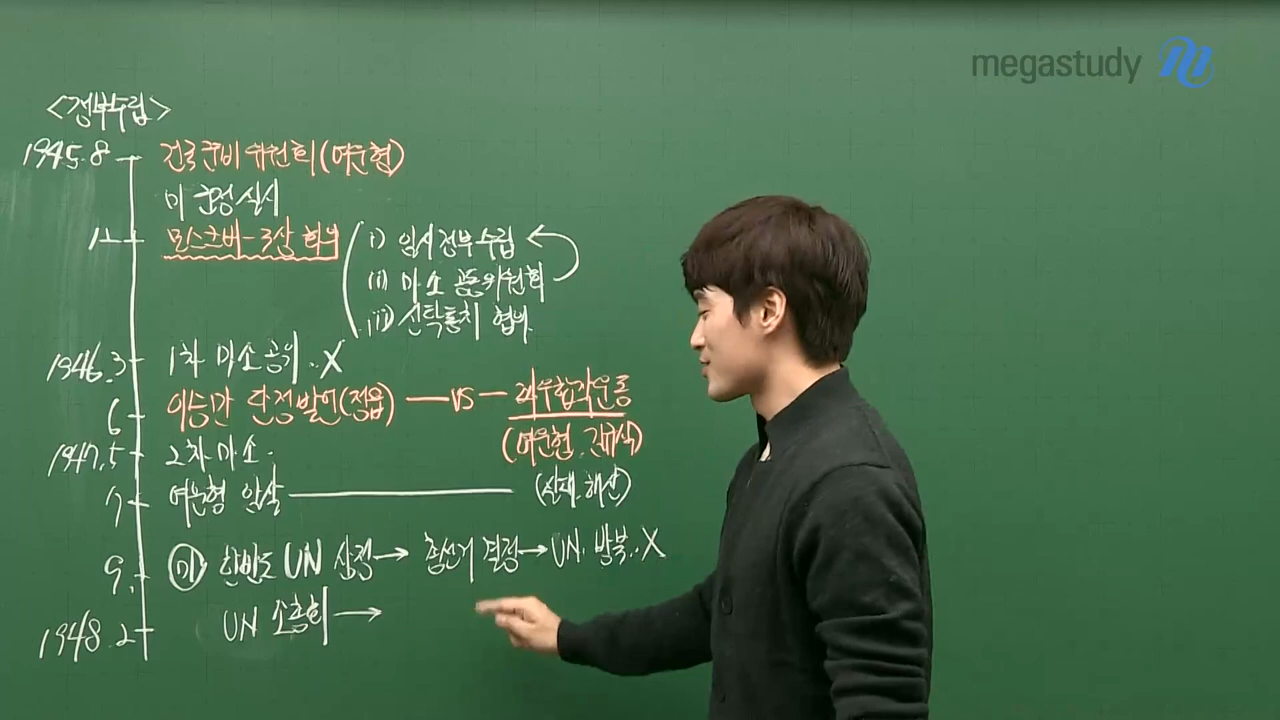 megastudy
<정부수립>
1945.8 건국준비위원회(여운형)
미 군정 실시
12 모스크바-3상 회의 i) 임시정부수립
ii) 미·소 공동위원회
iii) 신탁통치 협의
1946.3 1차 미소공위. X
6 이승만 단정발언(정읍) — VS — 좌우합작운동
(여운형. 김규식)
1947.5 2차 미·소.
7 여운형 암살 — (실패. 해산)
9. 미 한반도 UN 상정 → 총선거 결정 → UN. 방북. X
1948.2 UN 소총회 →